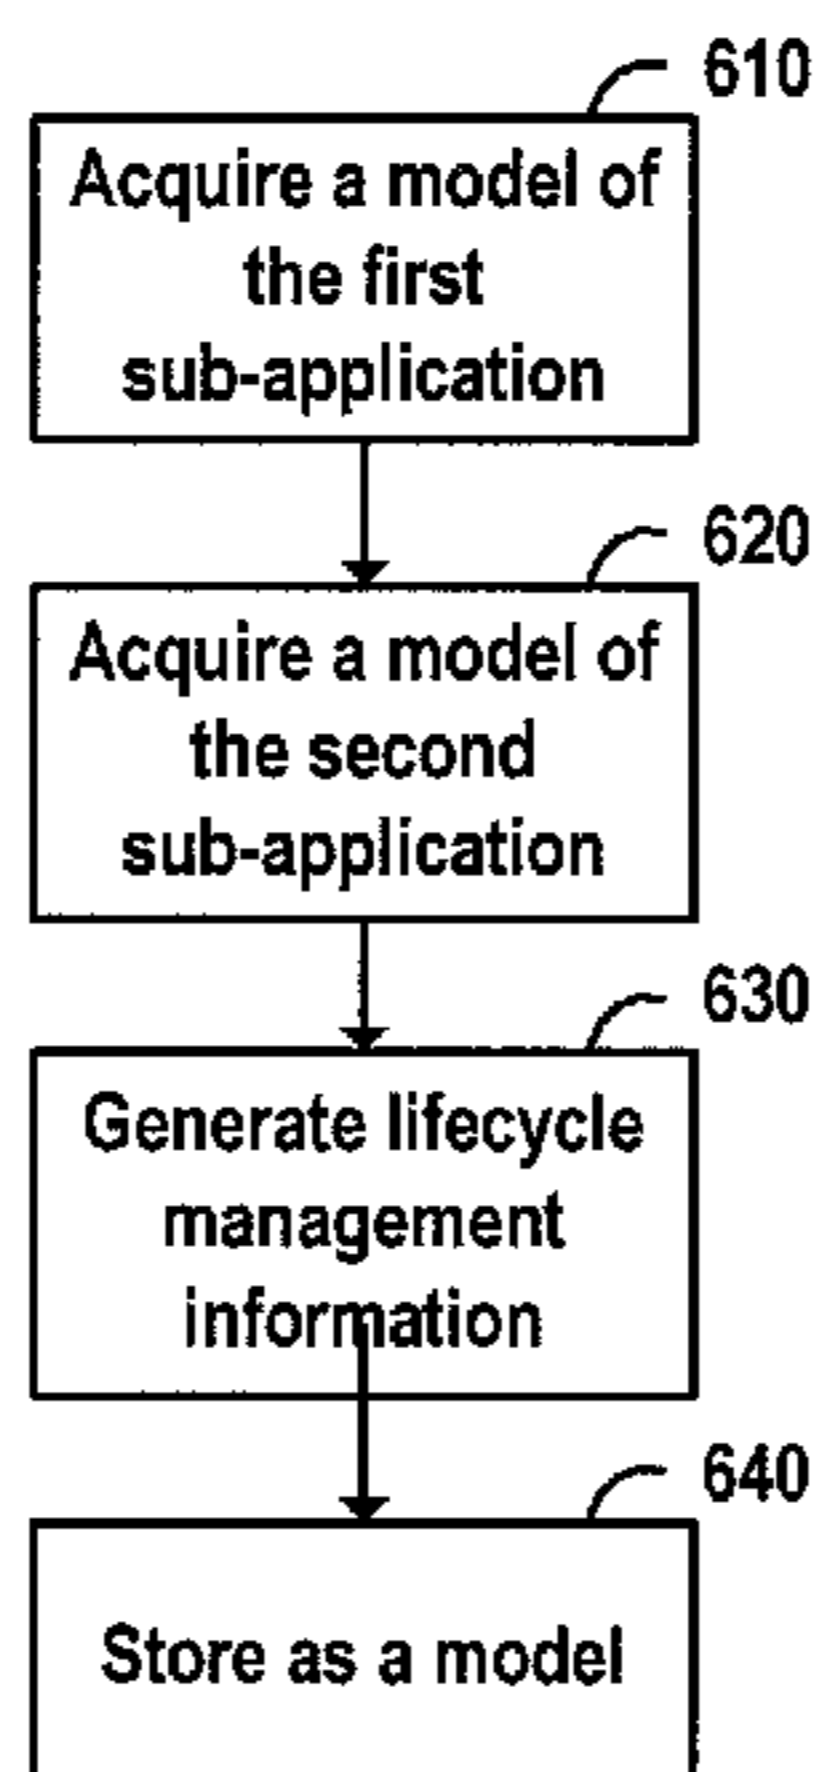 610
Acquire a model of
the first
sub-application
620
Acquire a model of
the second
sub-application
630
Generate lifecycle
management
information
640
Store as a model